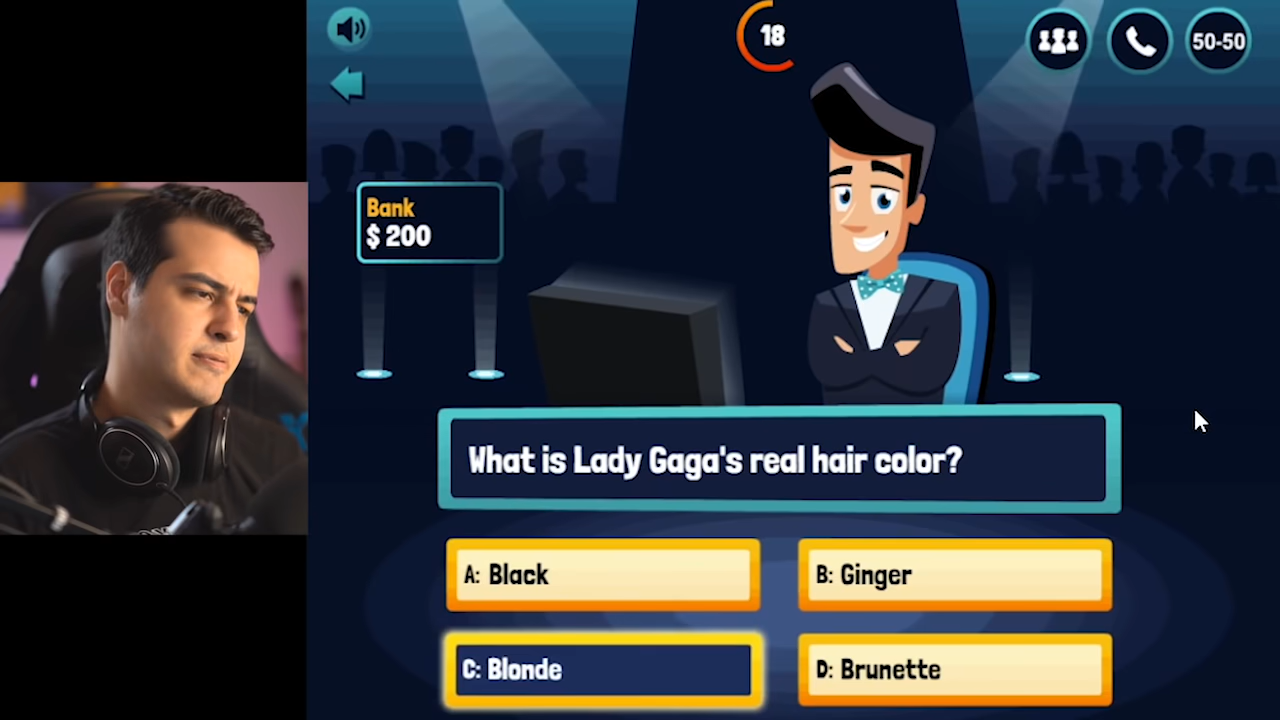 18
50-50
Bank
$ 200
What is Lady Gaga's real hair color?
A: Black
B: Ginger
C: Blonde
D: Brunette